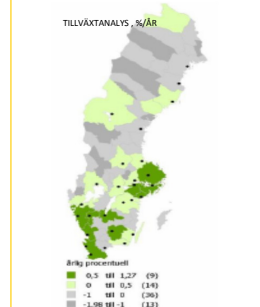 TILLVÄXTANALYS , %/ÅR
årlig procentuell
0,5 till 1,27 (9)
0 till 0,5 (14)
-1 till 0 (36)
-1,98 till -1 (13)